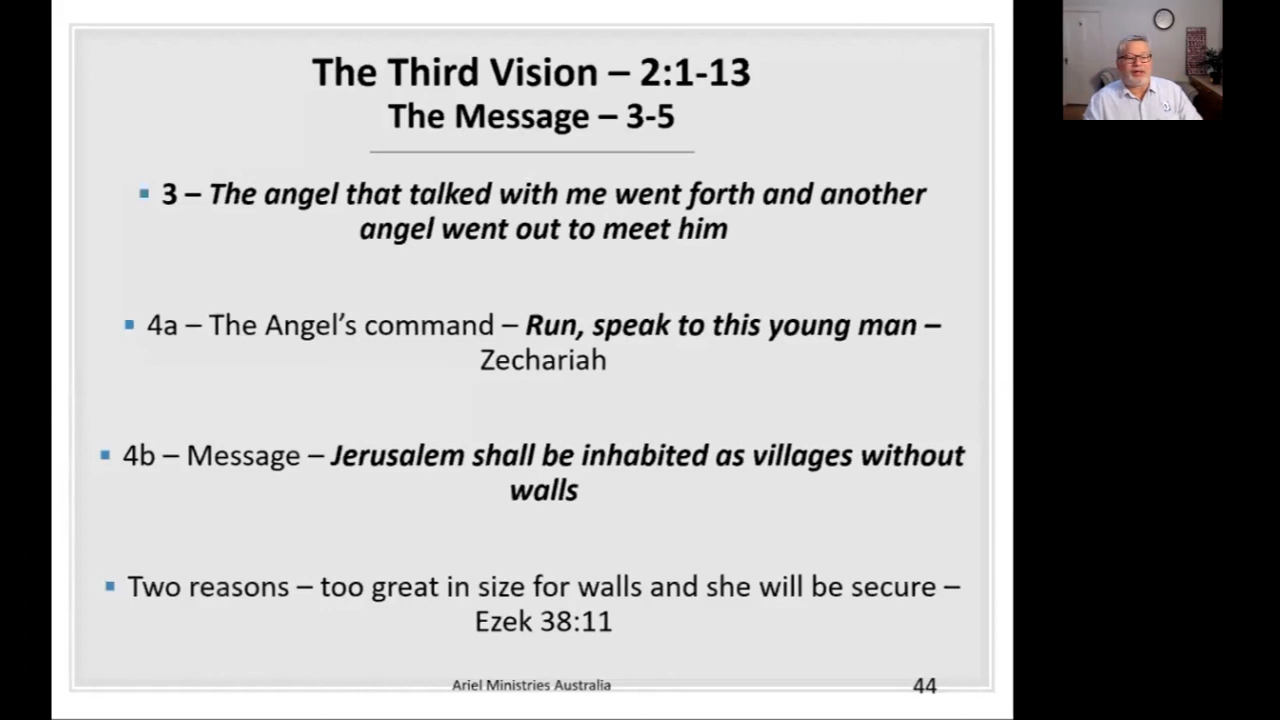 The Third Vision – 2:1-13
The Message – 3-5
▪ 3 – The angel that talked with me went forth and another
angel went out to meet him
▪ 4a – The Angel's command – Run, speak to this young man –
Zechariah
▪ 4b – Message – Jerusalem shall be inhabited as villages without
walls
▪ Two reasons – too great in size for walls and she will be secure –
Ezek 38:11
Ariel Ministries Australia
44